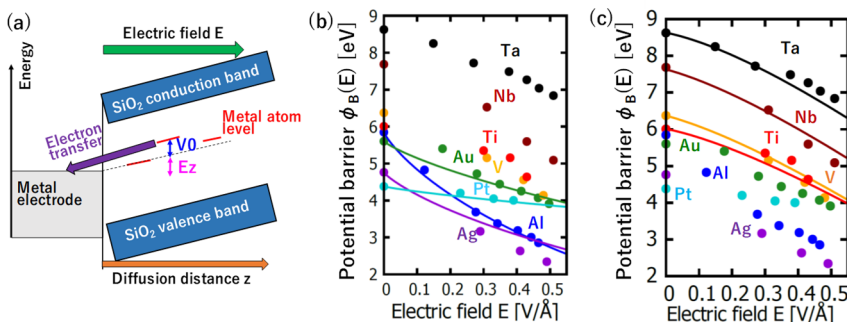 (a)
Electric field E
Energy
SiO₂ conduction band
Metal atom
level
Electron
transfer
V0
Ez
Metal
electrode
SiO₂ valence band
Diffusion distance z
(b)
Potential barrier ϕB(E) [eV]
9
8
7
6
5
4
3
2
Ta
Nb
Ti
V
Au
Pt
Al
Ag
0 0.1 0.2 0.3 0.4 0.5
Electric field E [V/Å]
(c)
Potential barrier ϕB(E) [eV]
9
8
7
6
5
4
3
2
Ta
Nb
Ti
V
Au
Al
Pt
Ag
0 0.1 0.2 0.3 0.4 0.5
Electric field E [V/Å]